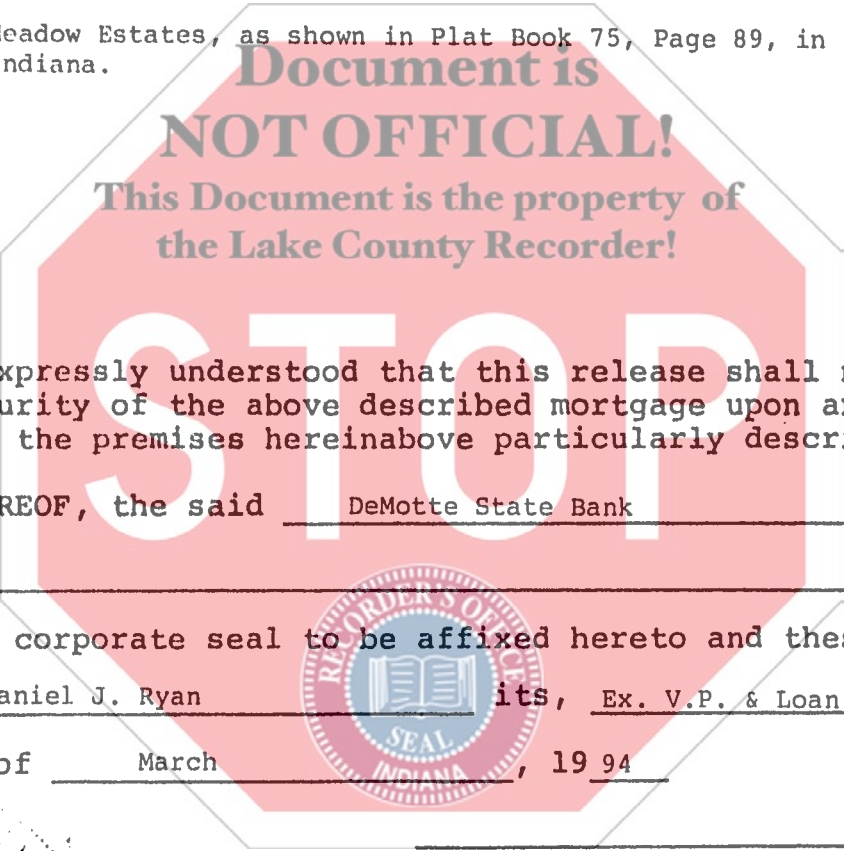 leadow Estates, as shown in Plat Book 75, Page 89, in
ndiana.
Document is
NOT OFFICIAL!
This Document is the property of
the Lake County Recorder!
STOP
xpressly understood that this release shall
urity of the above described mortgage upon a
the premises hereinabove particularly descr
REOF, the said DeMotte State Bank
corporate seal to be affixed hereto and thes
aniel J. Ryan its, Ex. V.P. & Loan
of March, 19 94
RECORDER'S OFFICE
SEAL
INDIANA